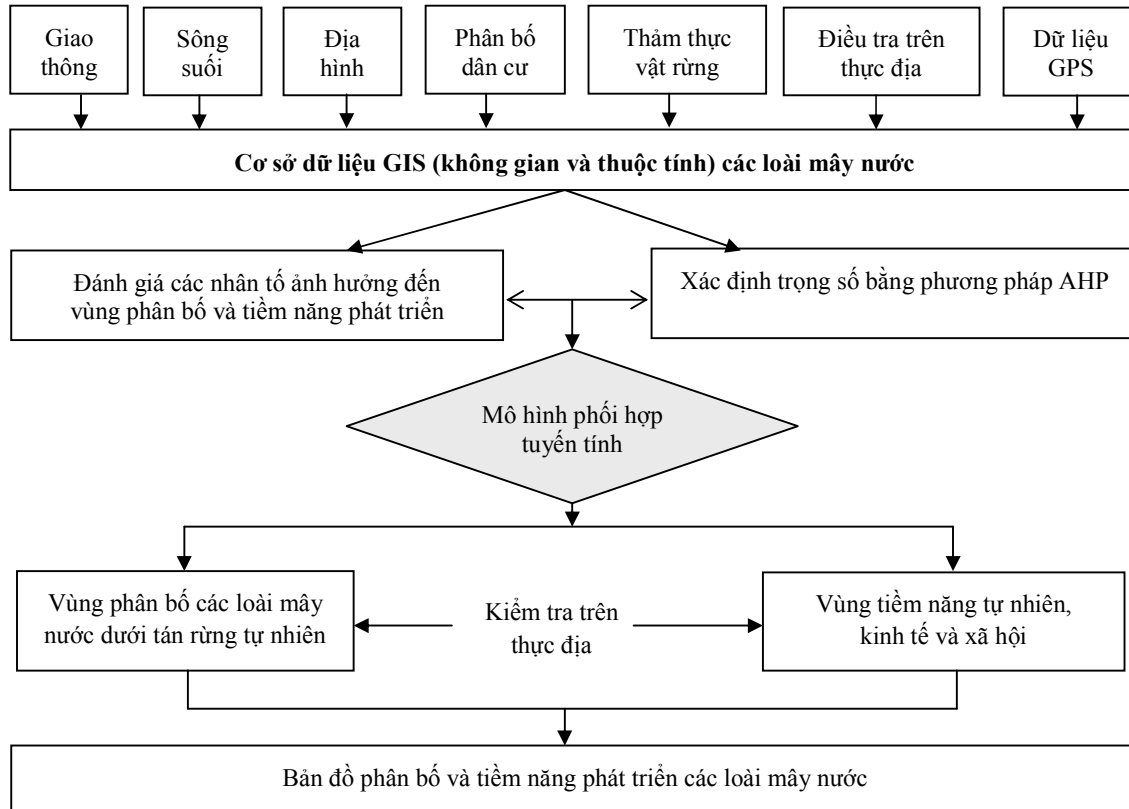 Giao
thông
Sông
suối
Địa
hình
Phân bố
dân cư
Thảm thực
vật rừng
Điều tra trên
thực địa
Dữ liệu
GPS
Cơ sở dữ liệu GIS (không gian và thuộc tính) các loài mây nước
Đánh giá các nhân tố ảnh hưởng đến
vùng phân bố và tiềm năng phát triển
Xác định trọng số bằng phương pháp AHP
Mô hình phối hợp
tuyến tính
Vùng phân bố các loài mây
nước dưới tán rừng tự nhiên
Kiểm tra trên
thực địa
Vùng tiềm năng tự nhiên,
kinh tế và xã hội
Bản đồ phân bố và tiềm năng phát triển các loài mây nước